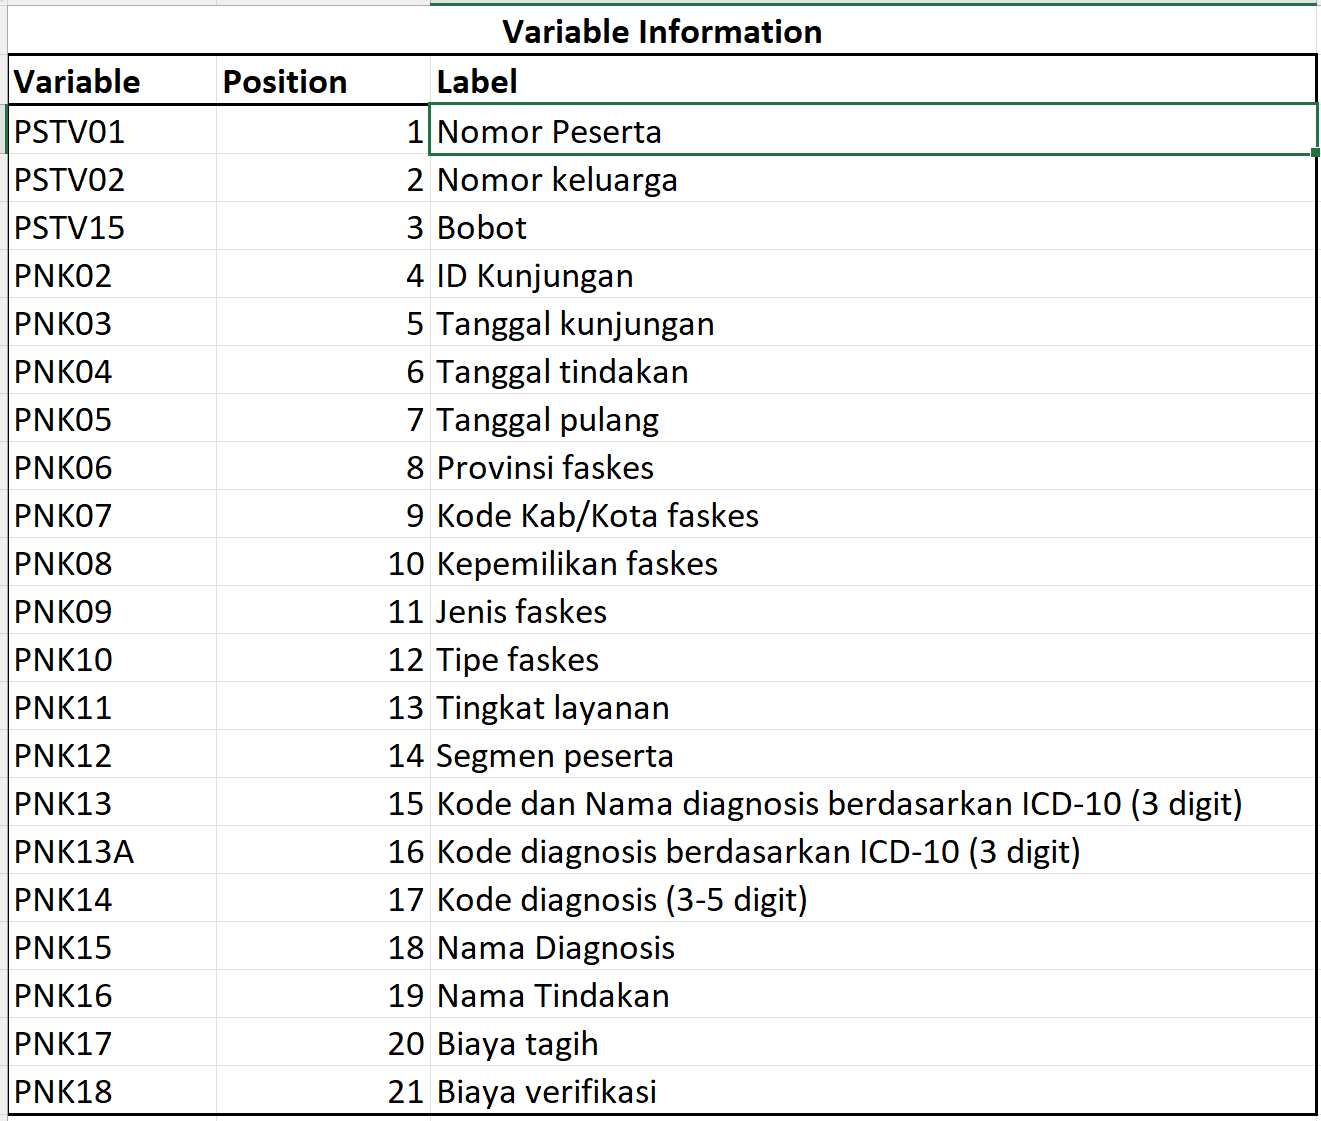 Variable Information
Variable Position Label
PSTV01 1 Nomor Peserta
PSTV02 2 Nomor keluarga
PSTV15 3 Bobot
PNK02 4 ID Kunjungan
PNK03 5 Tanggal kunjungan
PNK04 6 Tanggal tindakan
PNK05 7 Tanggal pulang
PNK06 8 Provinsi faskes
PNK07 9 Kode Kab/Kota faskes
PNK08 10 Kepemilikan faskes
PNK09 11 Jenis faskes
PNK10 12 Tipe faskes
PNK11 13 Tingkat layanan
PNK12 14 Segmen peserta
PNK13 15 Kode dan Nama diagnosis berdasarkan ICD-10 (3 digit)
PNK13A 16 Kode diagnosis berdasarkan ICD-10 (3 digit)
PNK14 17 Kode diagnosis (3-5 digit)
PNK15 18 Nama Diagnosis
PNK16 19 Nama Tindakan
PNK17 20 Biaya tagih
PNK18 21 Biaya verifikasi